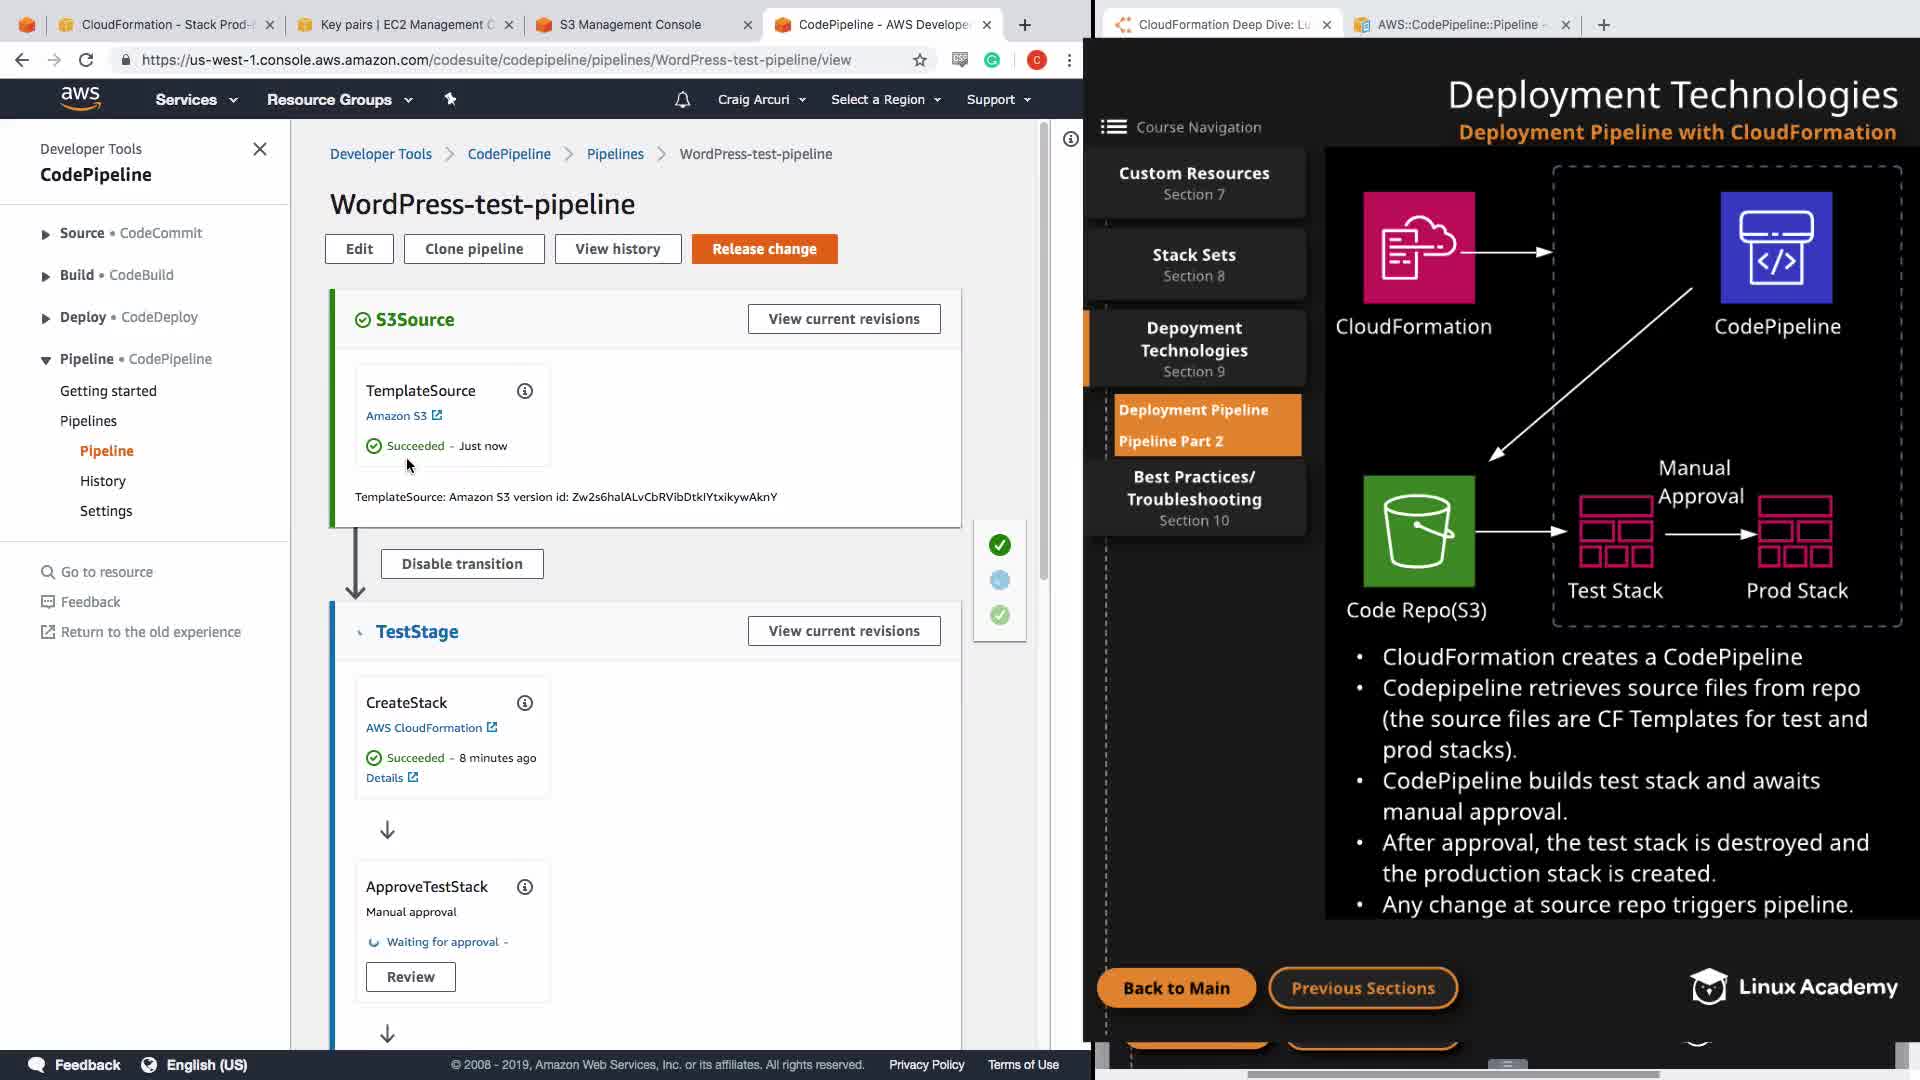 CloudFormation - Stack Prod-
Key pairs | EC2 Management C
S3 Management Console
CodePipeline - AWS Develope
https://us-west-1.console.aws.amazon.com/codesuite/codepipeline/pipelines/WordPress-test-pipeline/view
aws
Services
Resource Groups
Craig Arcuri
Select a Region
Support
Developer Tools
CodePipeline
Source • CodeCommit
Build • CodeBuild
Deploy • CodeDeploy
Pipeline • CodePipeline
Getting started
Pipelines
Pipeline
History
Settings
Go to resource
Feedback
Return to the old experience
Developer Tools
CodePipeline
Pipelines
WordPress-test-pipeline
WordPress-test-pipeline
Edit
Clone pipeline
View history
Release change
S3Source
View current revisions
TemplateSource
Amazon S3
Succeeded - Just now
TemplateSource: Amazon S3 version id: Zw2s6halALvCbRVibDtkIYtxikywAknY
Disable transition
TestStage
View current revisions
CreateStack
AWS CloudFormation
Succeeded - 8 minutes ago
Details
ApproveTestStack
Manual approval
Waiting for approval -
Review
Feedback
English (US)
© 2008 - 2019, Amazon Web Services, Inc. or its affiliates. All rights reserved.
Privacy Policy
Terms of Use
CloudFormation Deep Dive: Lu
AWS::CodePipeline::Pipeline -
Deployment Technologies
Deployment Pipeline with CloudFormation
Course Navigation
Custom Resources
Section 7
Stack Sets
Section 8
Depoyment
Technologies
Section 9
Deployment Pipeline
Pipeline Part 2
Best Practices/
Troubleshooting
Section 10
CloudFormation
CodePipeline
Manual
Approval
Code Repo(S3)
Test Stack
Prod Stack
• CloudFormation creates a CodePipeline
• Codepipeline retrieves source files from repo
(the source files are CF Templates for test and
prod stacks).
• CodePipeline builds test stack and awaits
manual approval.
• After approval, the test stack is destroyed and
the production stack is created.
• Any change at source repo triggers pipeline.
Back to Main
Previous Sections
Linux Academy